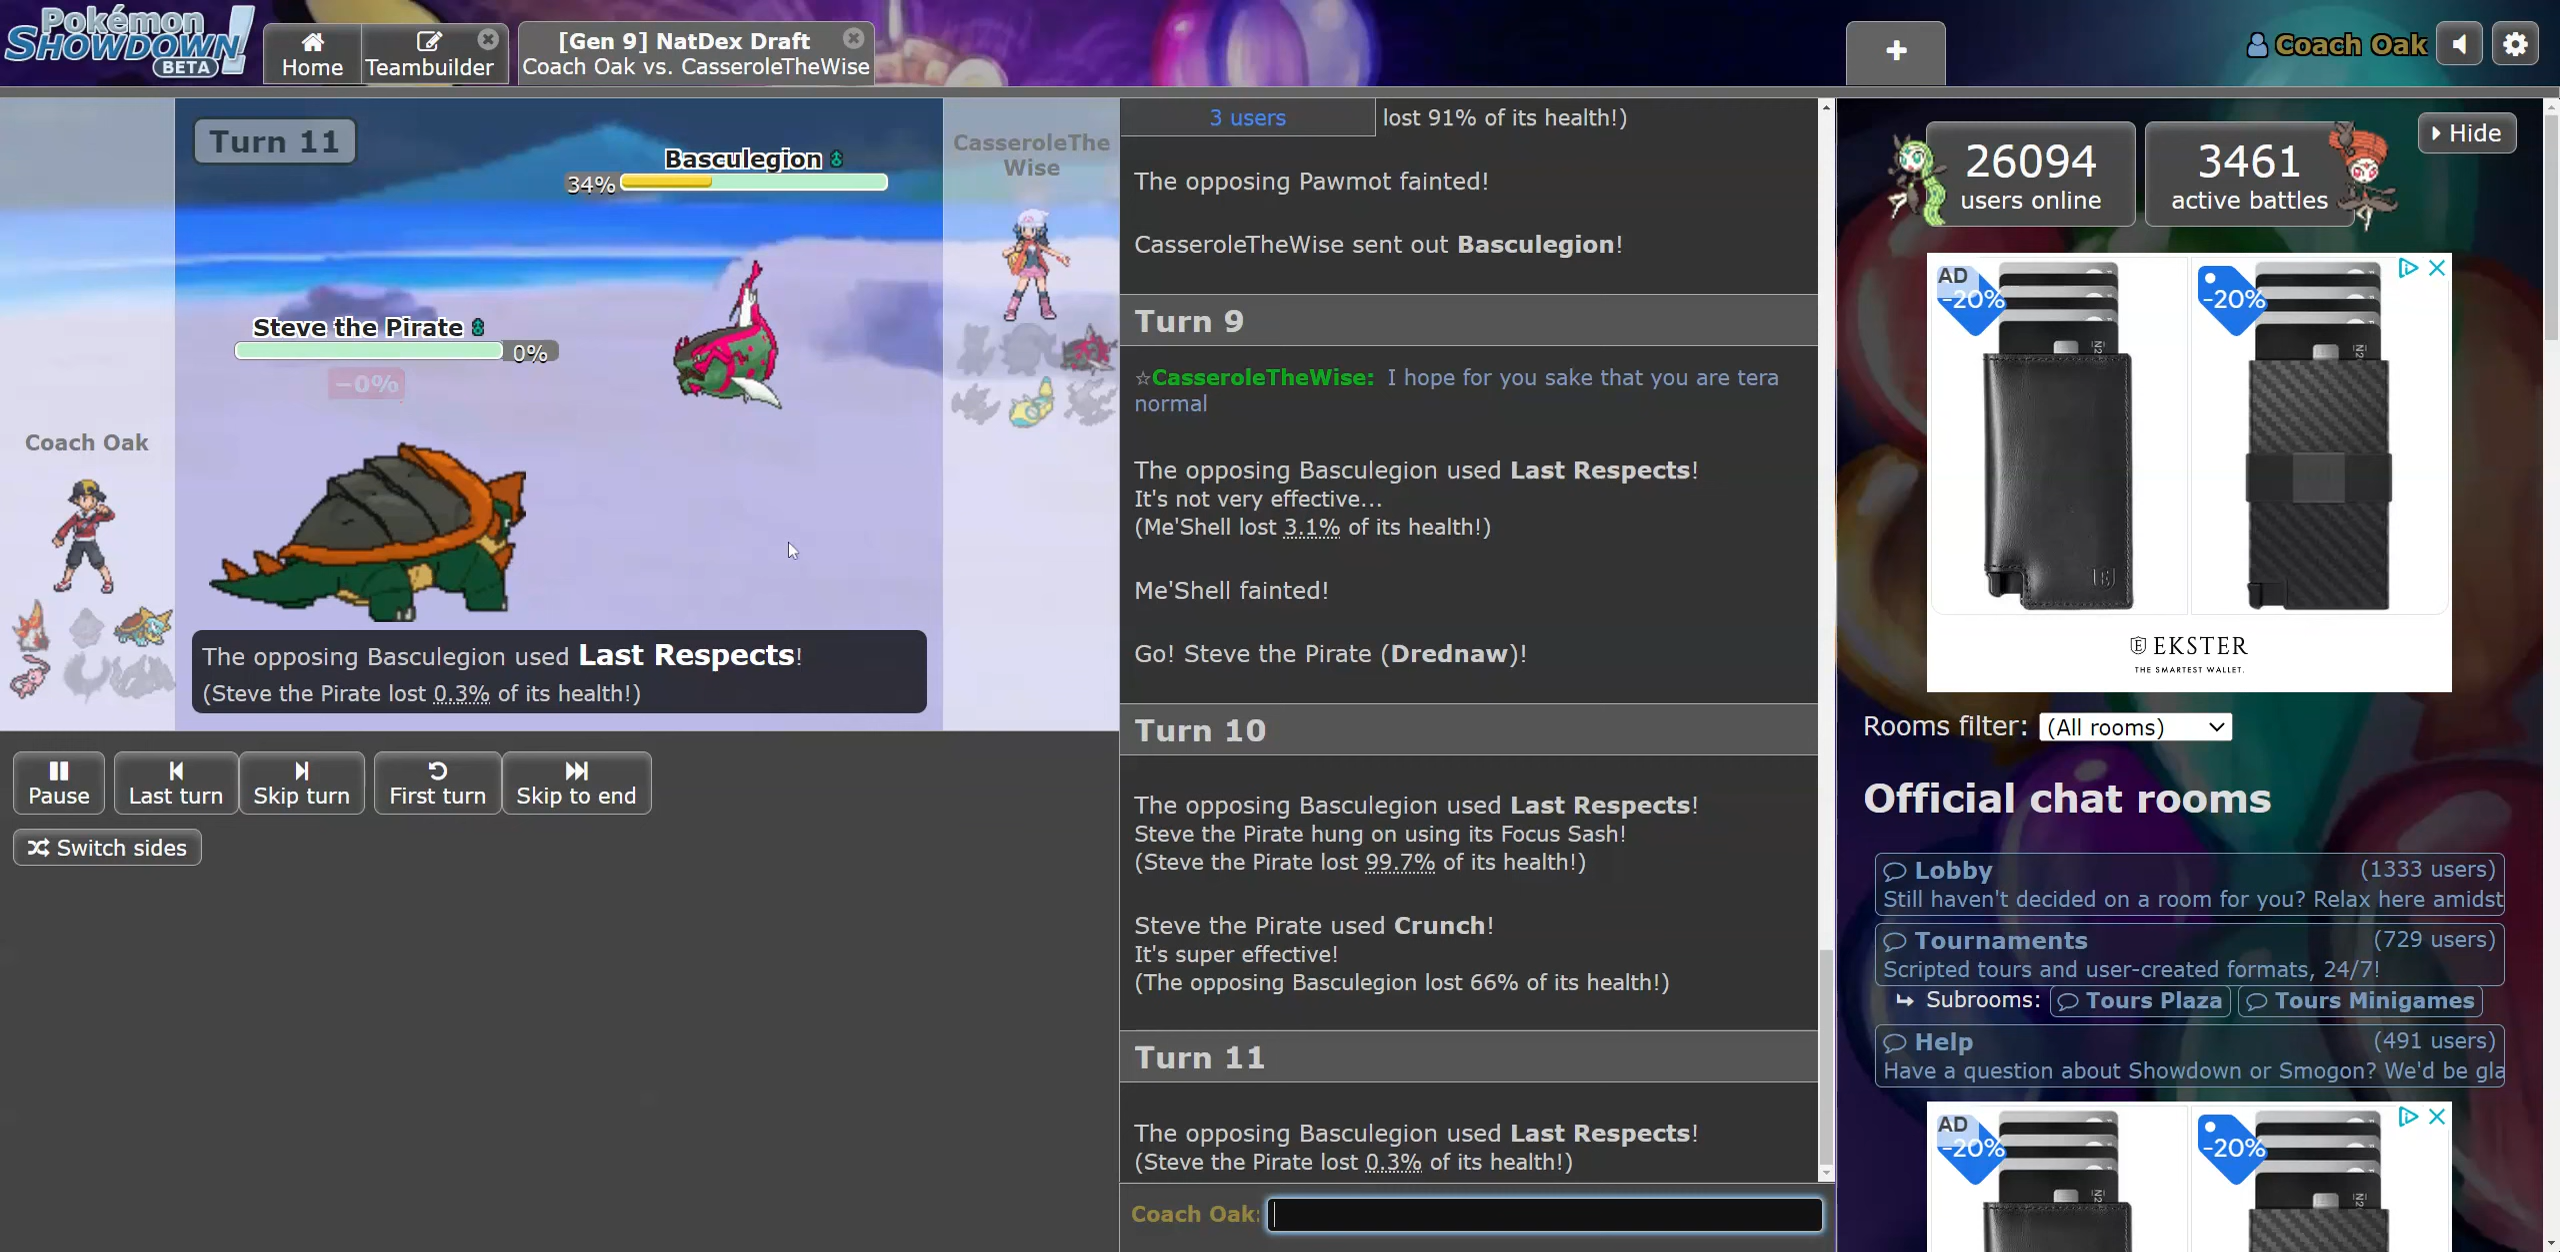 Pokémon
SHOWDOWN!
BETA
Home
Teambuilder
[Gen 9] NatDex Draft
Coach Oak vs. CasseroleTheWise
+
Coach Oak
Turn 11
Basculegion
34%
Steve the Pirate
0%
−0%
Coach Oak
CasseroleThe
Wise
The opposing Basculegion used Last Respects!
(Steve the Pirate lost 0.3% of its health!)
Pause
Last turn
Skip turn
First turn
Skip to end
Switch sides
3 users
lost 91% of its health!)
The opposing Pawmot fainted!
CasseroleTheWise sent out Basculegion!
Turn 9
☆CasseroleTheWise: I hope for you sake that you are tera
normal
The opposing Basculegion used Last Respects!
It's not very effective...
(Me'Shell lost 3.1% of its health!)
Me'Shell fainted!
Go! Steve the Pirate (Drednaw)!
Turn 10
The opposing Basculegion used Last Respects!
Steve the Pirate hung on using its Focus Sash!
(Steve the Pirate lost 99.7% of its health!)
Steve the Pirate used Crunch!
It's super effective!
(The opposing Basculegion lost 66% of its health!)
Turn 11
The opposing Basculegion used Last Respects!
(Steve the Pirate lost 0.3% of its health!)
Coach Oak:
Hide
26094
users online
3461
active battles
AD
-20%
-20%
EKSTER
THE SMARTEST WALLET.
Rooms filter: (All rooms)
Official chat rooms
Lobby (1333 users)
Still haven't decided on a room for you? Relax here amidst
Tournaments (729 users)
Scripted tours and user-created formats, 24/7!
Subrooms: Tours Plaza Tours Minigames
Help (491 users)
Have a question about Showdown or Smogon? We'd be gla
AD
-20%
-20%